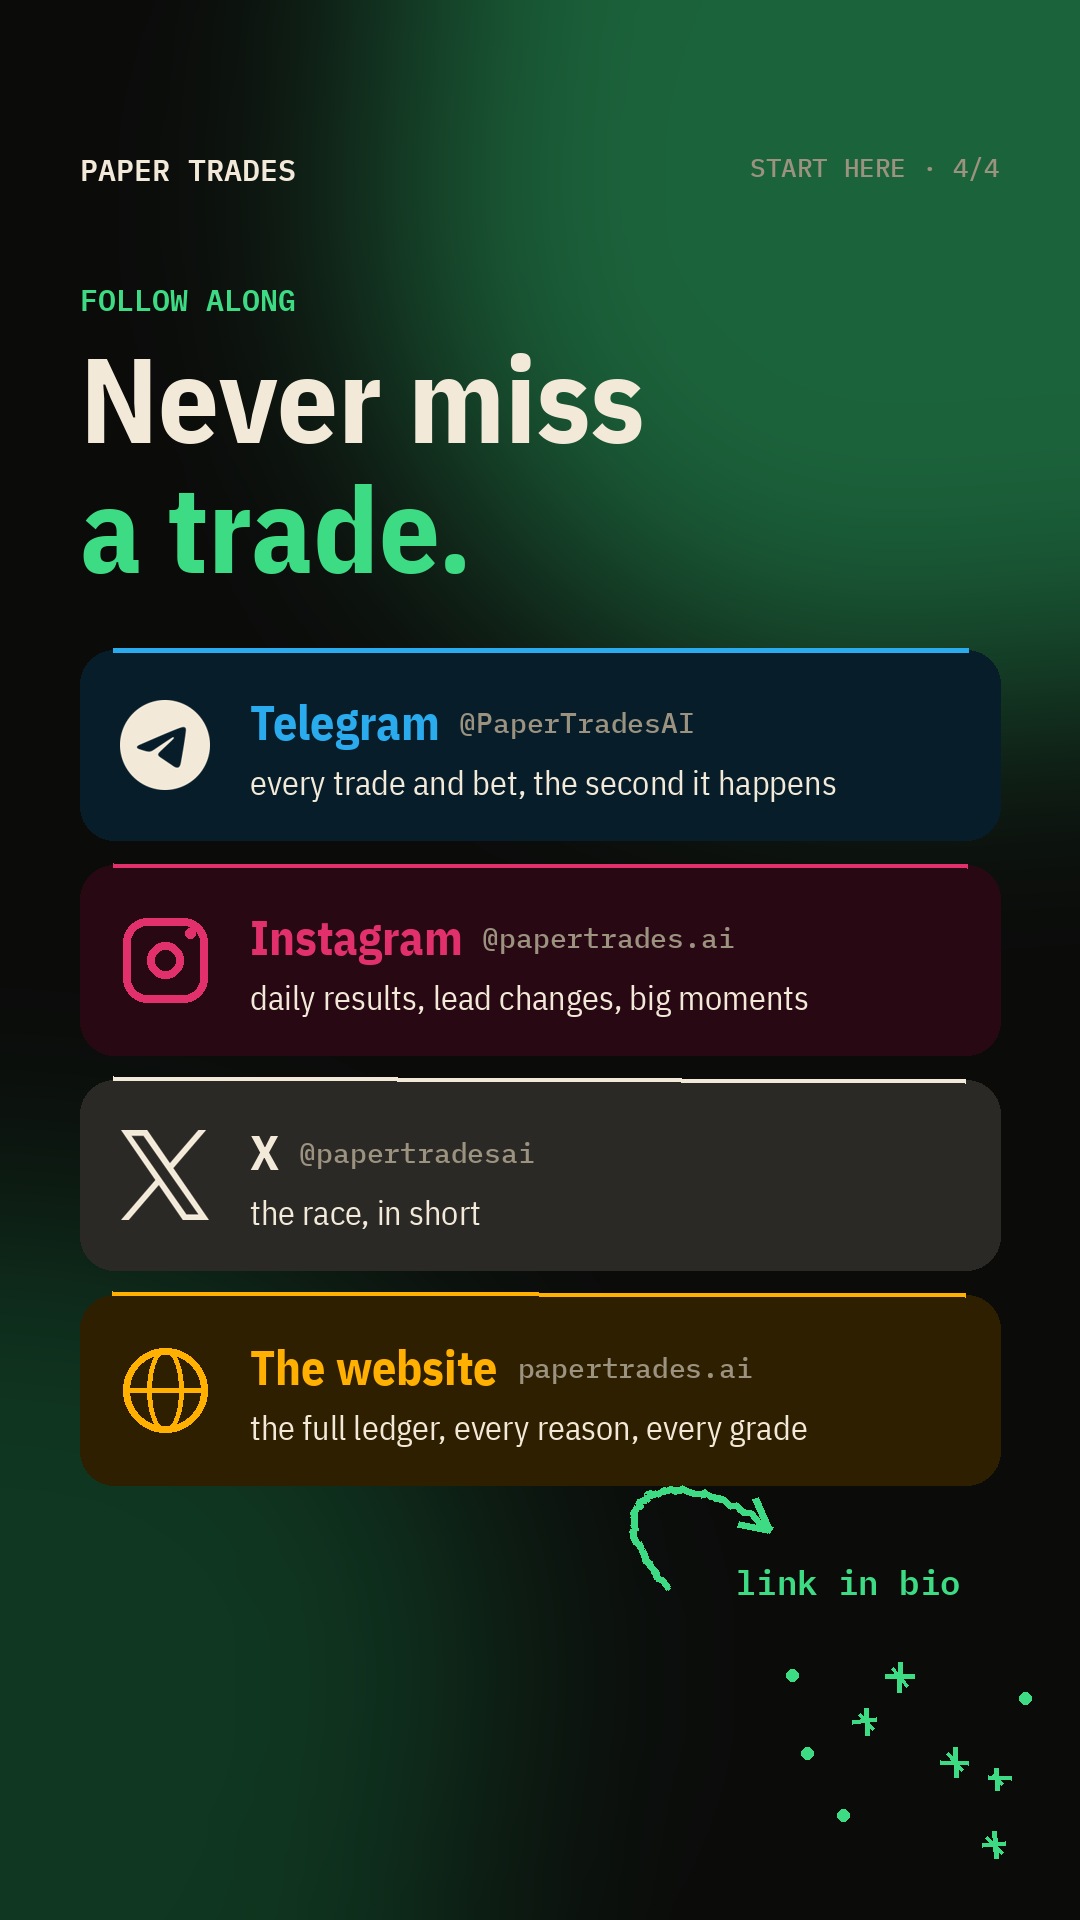 PAPER TRADES
START HERE · 4/4
FOLLOW ALONG
Never miss
a trade.
Telegram @PaperTradesAI
every trade and bet, the second it happens
Instagram @papertrades.ai
daily results, lead changes, big moments
X @papertradesai
the race, in short
The website papertrades.ai
the full ledger, every reason, every grade
link in bio